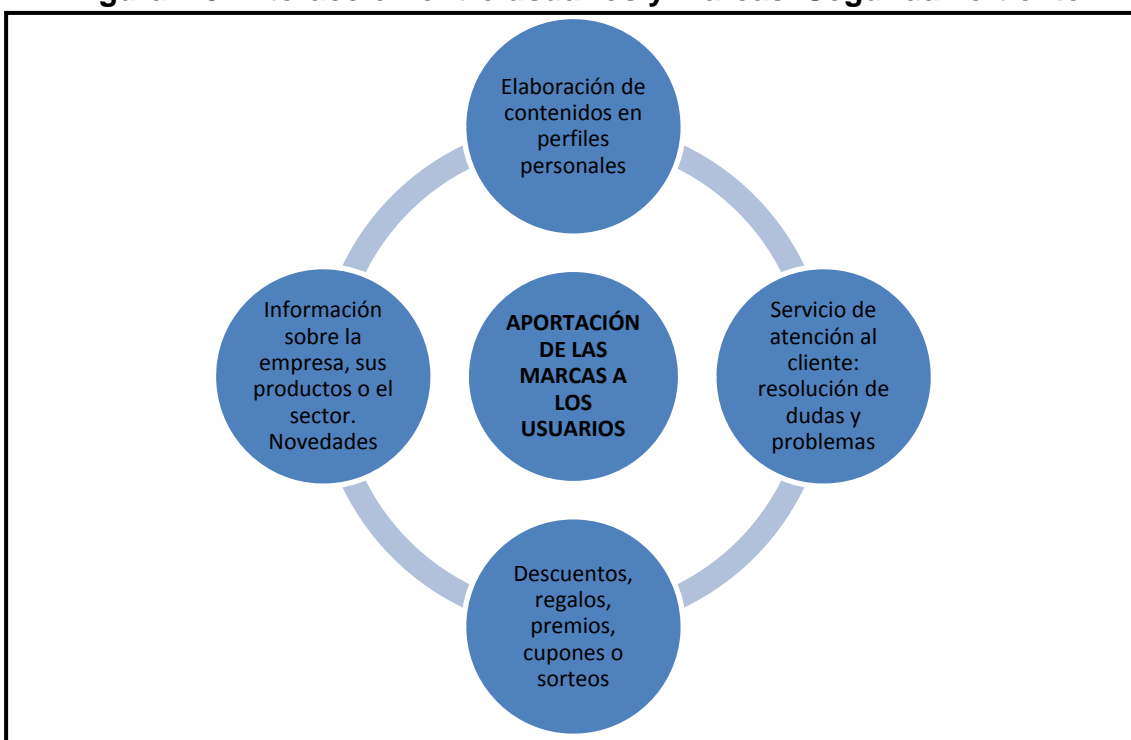 Elaboración de
contenidos en
perfiles
personales
Información
sobre la
empresa, sus
productos o el
sector.
Novedades
APORTACIÓN
DE LAS
MARCAS A
LOS
USUARIOS
Servicio de
atención al
cliente:
resolución de
dudas y
problemas
Descuentos,
regalos,
premios,
cupones o
sorteos